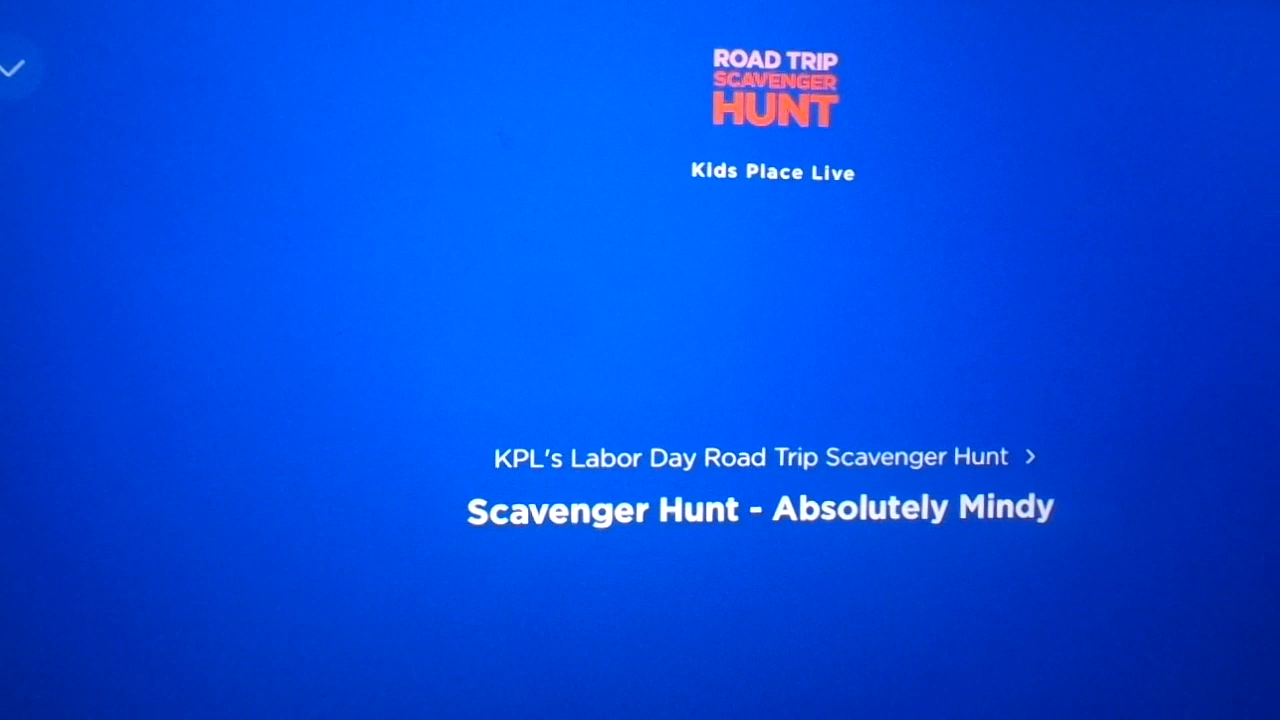 ROAD TRIP
SCAVENGER
HUNT
Kids Place Live
KPL's Labor Day Road Trip Scavenger Hunt >
Scavenger Hunt - Absolutely Mindy